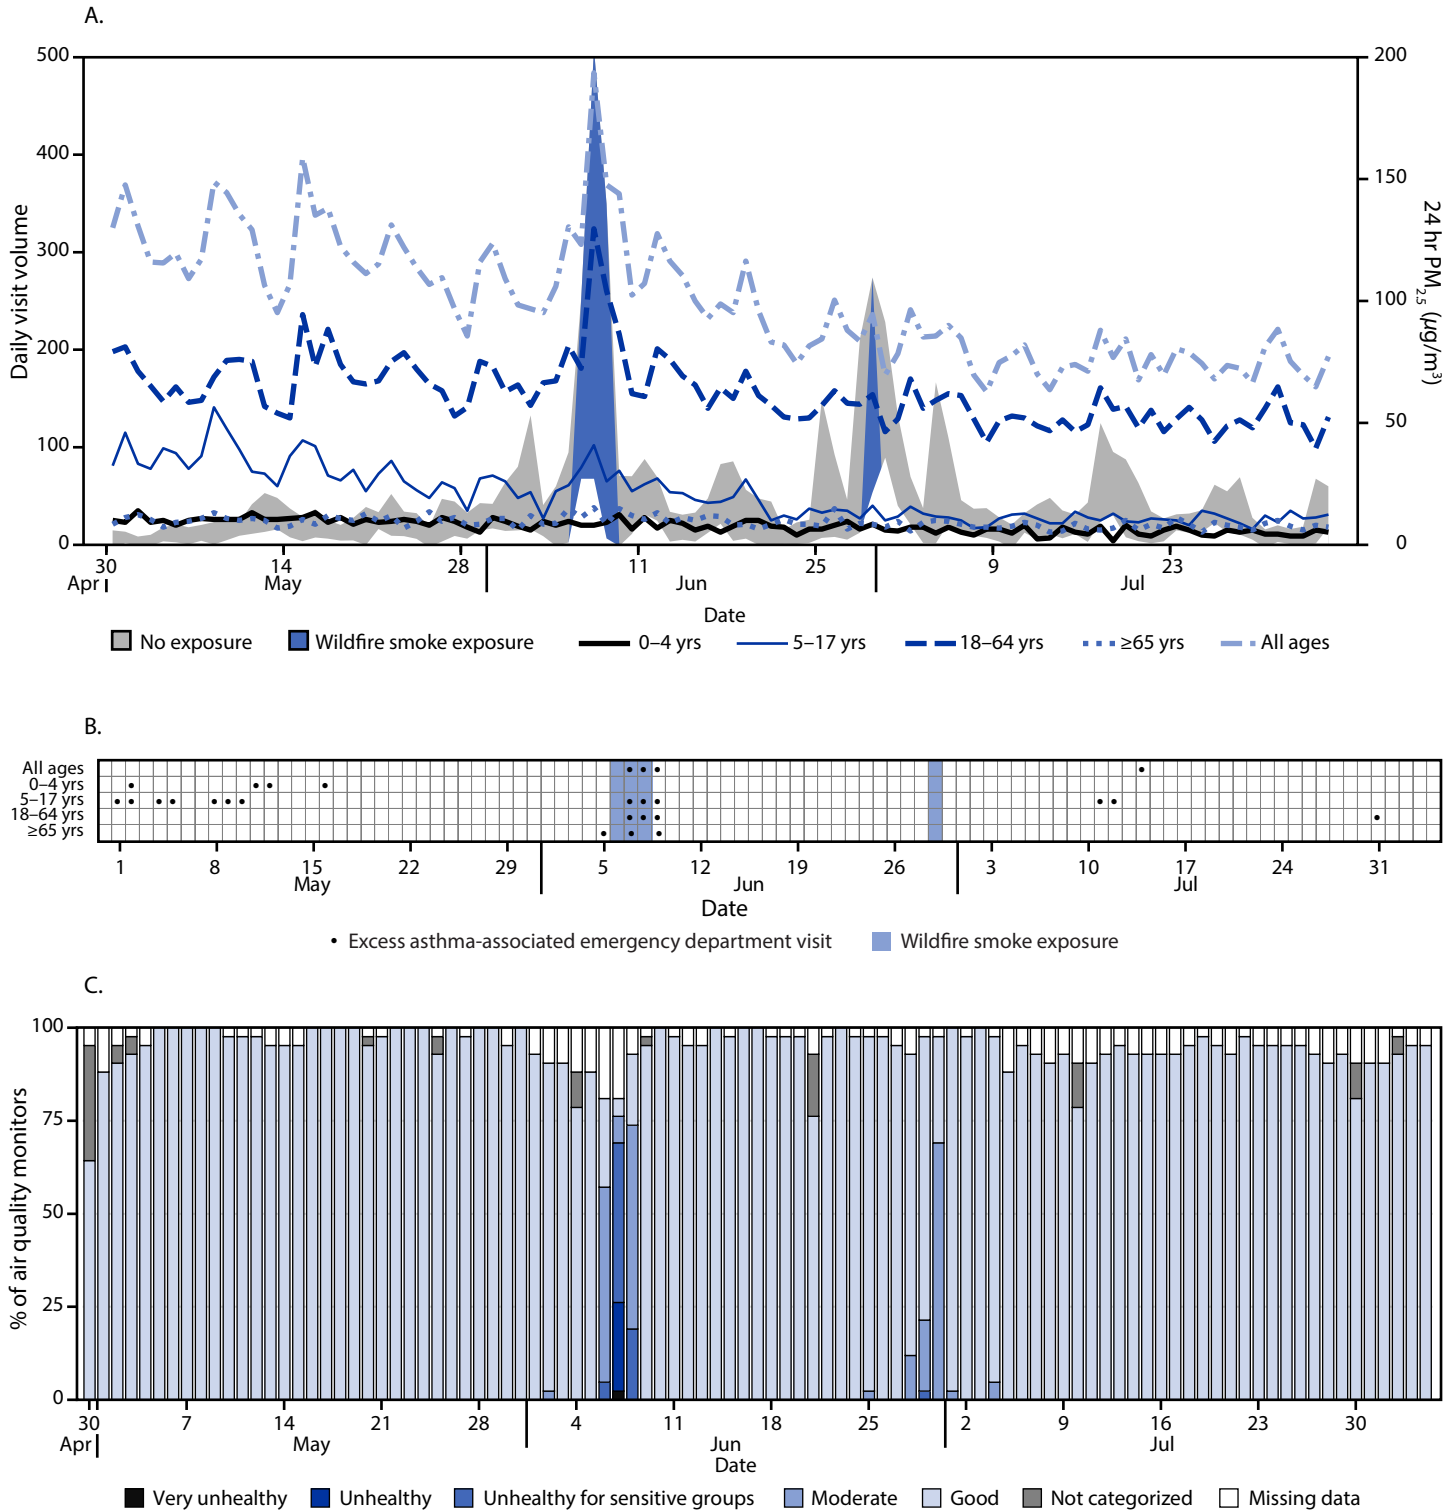 A.
500
400
300
200
100
0
Daily visit volume
200
150
100
50
0
24 hr PM2.5 (µg/m3)
30 14 28 11 25 9 23
Apr May Jun Jul
Date
No exposure Wildfire smoke exposure 0–4 yrs 5–17 yrs 18–64 yrs ≥65 yrs All ages
B.
All ages
0–4 yrs
5–17 yrs
18–64 yrs
≥65 yrs
1 8 15 22 29 5 12 19 26 3 10 17 24 31
May Jun Jul
Date
• Excess asthma-associated emergency department visit Wildfire smoke exposure
C.
100
75
50
25
0
% of air quality monitors
30 7 14 21 28 4 11 18 25 2 9 16 23 30
Apr May Jun Jul
Date
Very unhealthy Unhealthy Unhealthy for sensitive groups Moderate Good Not categorized Missing data